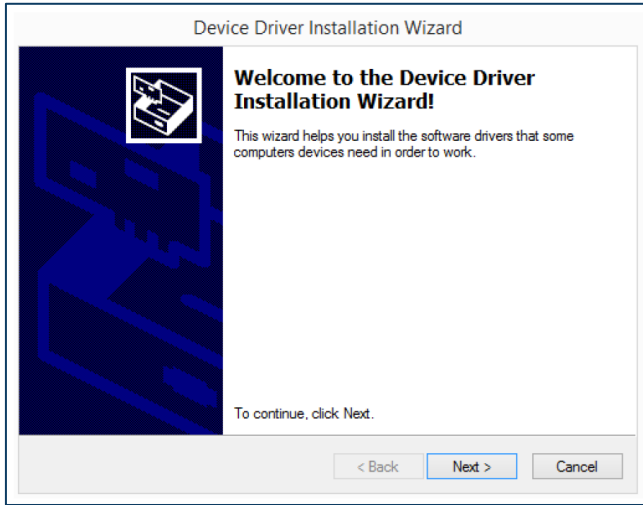 Device Driver Installation Wizard
Welcome to the Device Driver
Installation Wizard!
This wizard helps you install the software drivers that some
computers devices need in order to work.
To continue, click Next.
< Back
Next >
Cancel